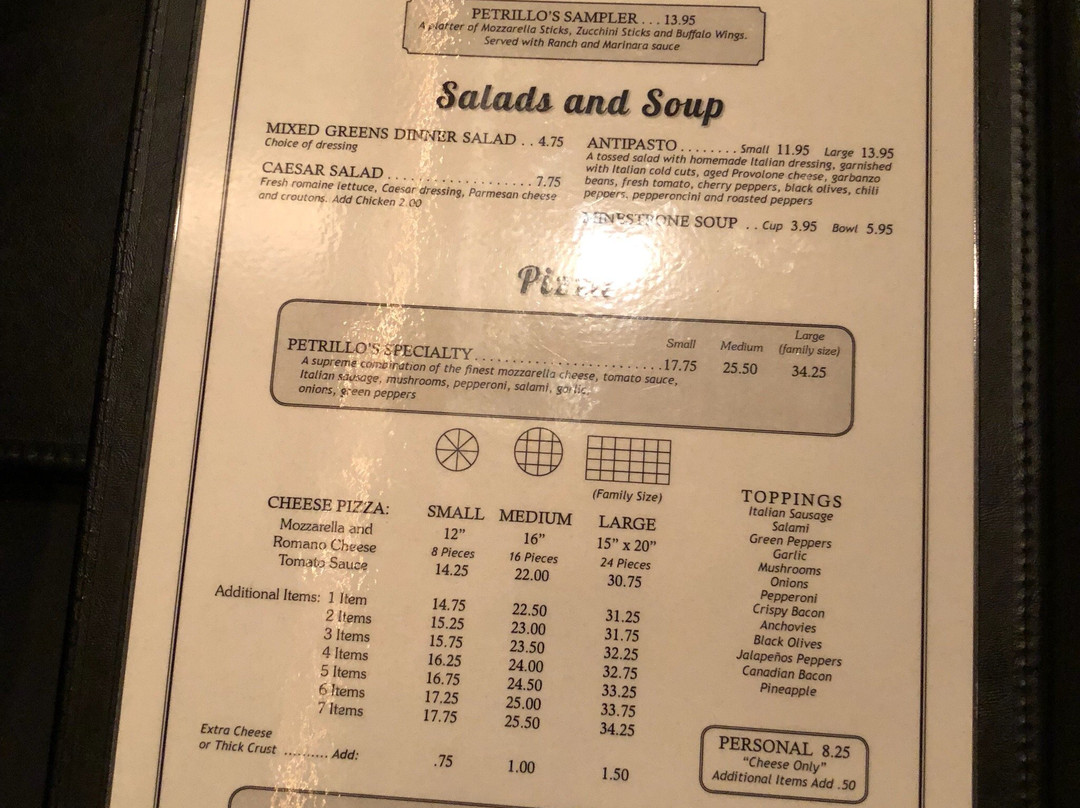 PETRILLO'S SAMPLER . . . 13.95
A platter of Mozzarella Sticks, Zucchini Sticks and Buffalo Wings.
Served with Ranch and Marinara sauce
Salads and Soup
MIXED GREENS DINNER SALAD . . 4.75
Choice of dressing
CAESAR SALAD . . . . . . . . . . . . . . . . . . . . 7.75
Fresh romaine lettuce, Caesar dressing, Parmesan cheese
and croutons. Add Chicken 2.00
ANTIPASTO . . . . . . . . Small 11.95 Large 13.95
A tossed salad with homemade Italian dressing, garnished
with Italian cold cuts, aged Provolone cheese, garbanzo
beans, fresh tomato, cherry peppers, black olives, chili
peppers, pepperoncini and roasted peppers
MINESTRONE SOUP . . Cup 3.95 Bowl 5.95
Pizza
Small Medium Large
(family size)
PETRILLO'S SPECIALTY . . . . . . . . . . . . . . . . . . . . . . . . . 17.75 25.50 34.25
A supreme combination of the finest mozzarella cheese, tomato sauce,
Italian sausage, mushrooms, pepperoni, salami, garlic,
onions, green peppers
(Family Size)
CHEESE PIZZA: SMALL MEDIUM LARGE
Mozzarella and 12" 16" 15" x 20"
Romano Cheese 8 Pieces 16 Pieces 24 Pieces
Tomato Sauce 14.25 22.00 30.75
Additional Items: 1 Item 14.75 22.50 31.25
2 Items 15.25 23.00 31.75
3 Items 15.75 23.50 32.25
4 Items 16.25 24.00 32.75
5 Items 16.75 24.50 33.25
6 Items 17.25 25.00 33.75
7 Items 17.75 25.50 34.25
Extra Cheese
or Thick Crust .......... Add: .75 1.00 1.50
TOPPINGS
Italian Sausage
Salami
Green Peppers
Garlic
Mushrooms
Onions
Pepperoni
Crispy Bacon
Anchovies
Black Olives
Jalapeños Peppers
Canadian Bacon
Pineapple
PERSONAL 8.25
"Cheese Only"
Additional Items Add .50